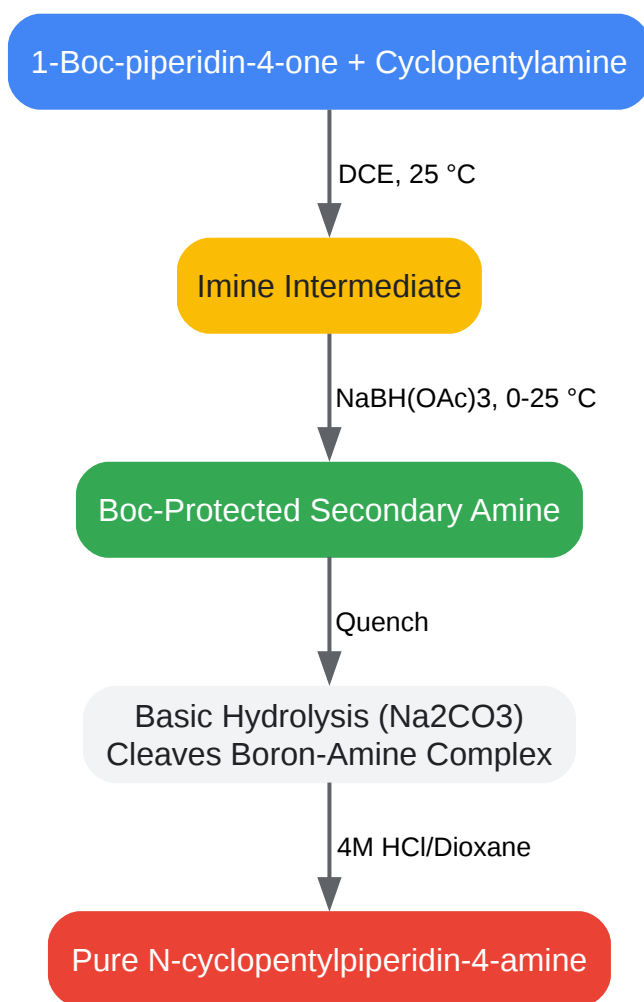 1-Boc-piperidin-4-one + Cyclopentylamine
DCE, 25 °C
Imine Intermediate
NaBH(OAc)3, 0-25 °C
Boc-Protected Secondary Amine
Quench
Basic Hydrolysis (Na2CO3)
Cleaves Boron-Amine Complex
4M HCl/Dioxane
Pure N-cyclopentylpiperidin-4-amine